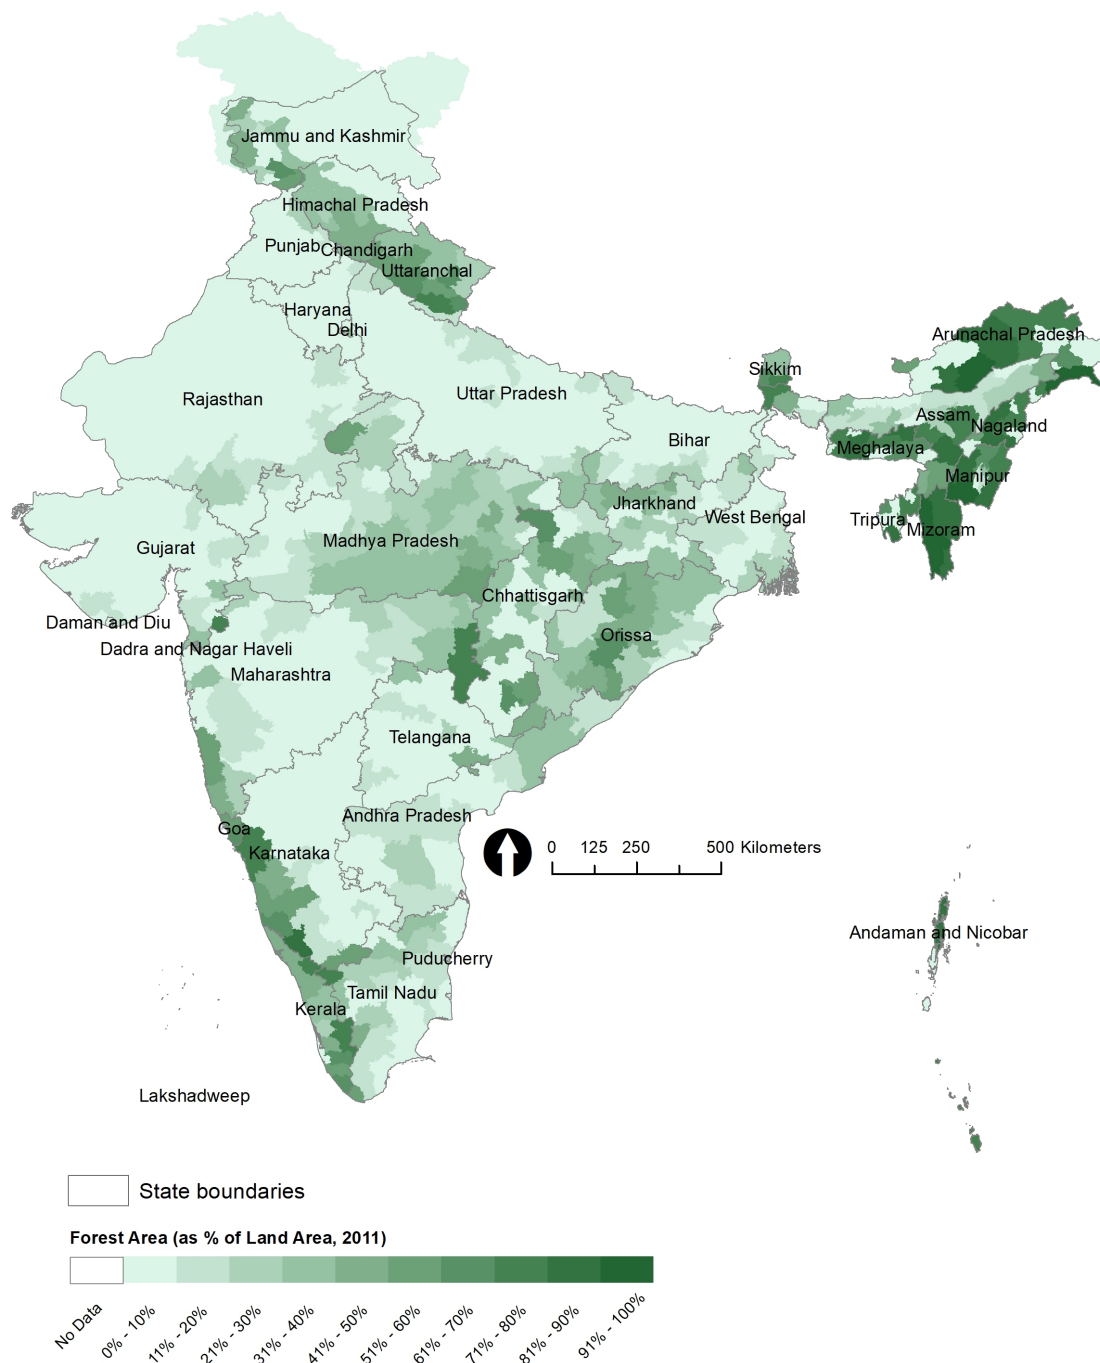 Jammu and Kashmir
Himachal Pradesh
Punjab
Chandigarh
Uttaranchal
Haryana
Delhi
Arunachal Pradesh
Sikkim
Rajasthan
Uttar Pradesh
Assam
Nagaland
Bihar
Meghalaya
Manipur
Jharkhand
West Bengal
Tripura
Mizoram
Madhya Pradesh
Gujarat
Chhattisgarh
Daman and Diu
Orissa
Dadra and Nagar Haveli
Maharashtra
Telangana
Andhra Pradesh
Goa
Karnataka
0 125 250 500 Kilometers
Andaman and Nicobar
Puducherry
Tamil Nadu
Kerala
Lakshadweep
State boundaries
Forest Area (as % of Land Area, 2011)
No Data
0% - 10%
11% - 20%
21% - 30%
31% - 40%
41% - 50%
51% - 60%
61% - 70%
71% - 80%
81% - 90%
91% - 100%